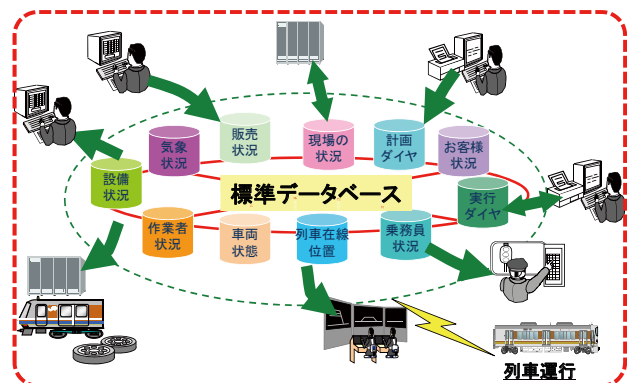 販売
状況
現場の
状況
計画
ダイヤ
気象
状況
お客様
状況
設備
状況
標準データベース
実行
ダイヤ
作業者
状況
車両
状態
列車在線
位置
乗務員
状況
列車運行